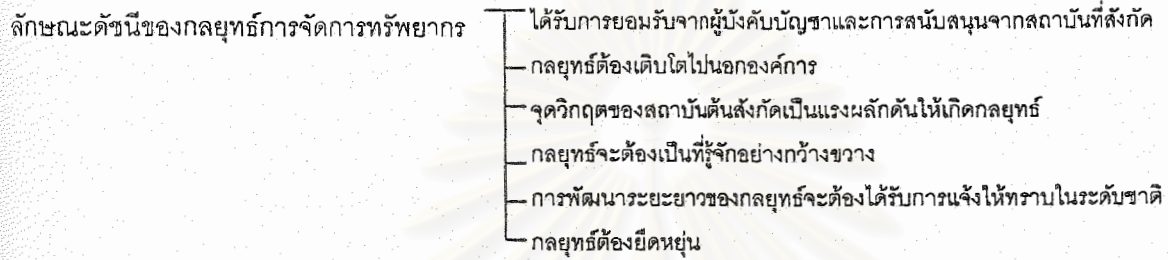 ลักษณะดัชนีของกลยุทธ์การจัดการทรัพยากร
ได้รับการยอมรับจากผู้บังคับบัญชาและการสนับสนุนจากสถาบันที่สังกัด
กลยุทธ์ต้องเติบโตไปนอกองค์การ
จุดวิกฤตของสถาบันต้นสังกัดเป็นแรงผลักดันให้เกิดกลยุทธ์
กลยุทธ์จะต้องเป็นที่รู้จักอย่างกว้างขวาง
การพัฒนาระยะยาวของกลยุทธ์จะต้องได้รับการแจ้งให้ทราบในระดับชาติ
กลยุทธ์ต้องยืดหยุ่น